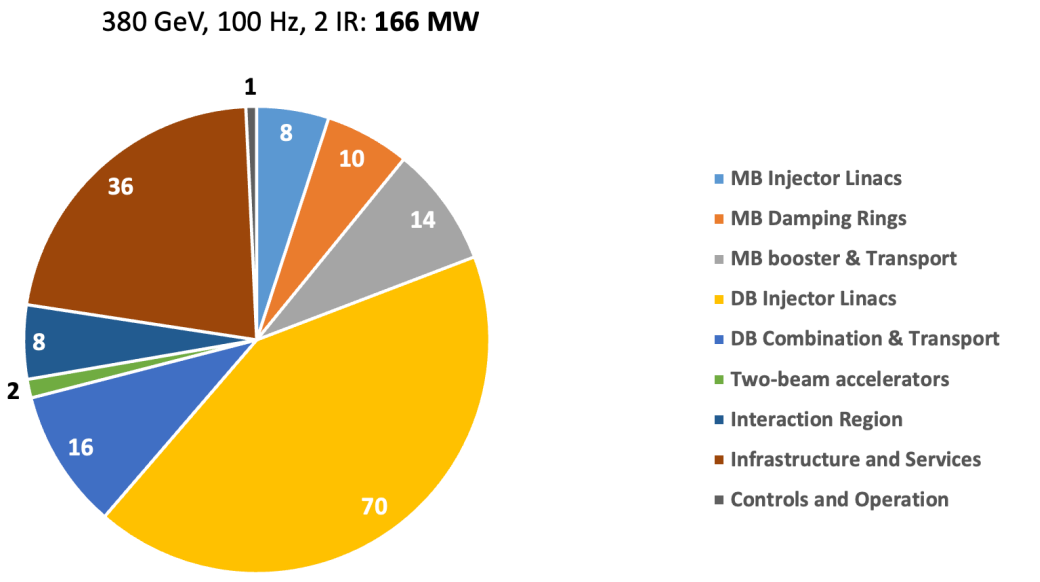 380 GeV, 100 Hz, 2 IR: 166 MW
1
8
10
14
36
8
2
16
70
MB Injector Linacs
MB Damping Rings
MB booster & Transport
DB Injector Linacs
DB Combination & Transport
Two-beam accelerators
Interaction Region
Infrastructure and Services
Controls and Operation